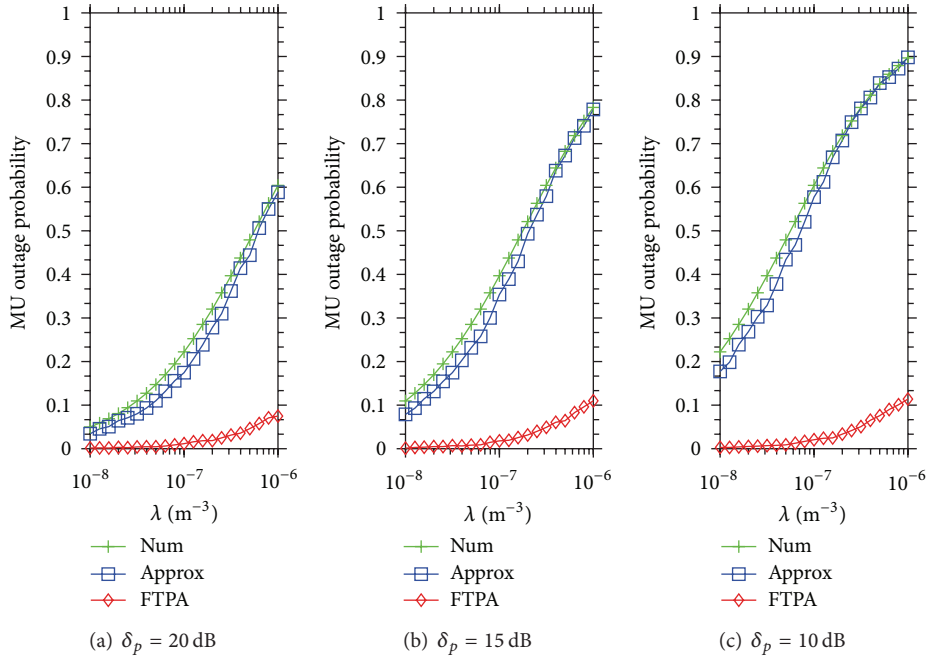 1
0.9
0.8
0.7
0.6
0.5
0.4
0.3
0.2
0.1
0
MU outage probability
10⁻⁸ 10⁻⁷ 10⁻⁶
λ (m⁻³)
Num
Approx
FTPA
(a) δₚ = 20 dB
1
0.9
0.8
0.7
0.6
0.5
0.4
0.3
0.2
0.1
0
MU outage probability
10⁻⁸ 10⁻⁷ 10⁻⁶
λ (m⁻³)
Num
Approx
FTPA
(b) δₚ = 15 dB
1
0.9
0.8
0.7
0.6
0.5
0.4
0.3
0.2
0.1
0
MU outage probability
10⁻⁸ 10⁻⁷ 10⁻⁶
λ (m⁻³)
Num
Approx
FTPA
(c) δₚ = 10 dB